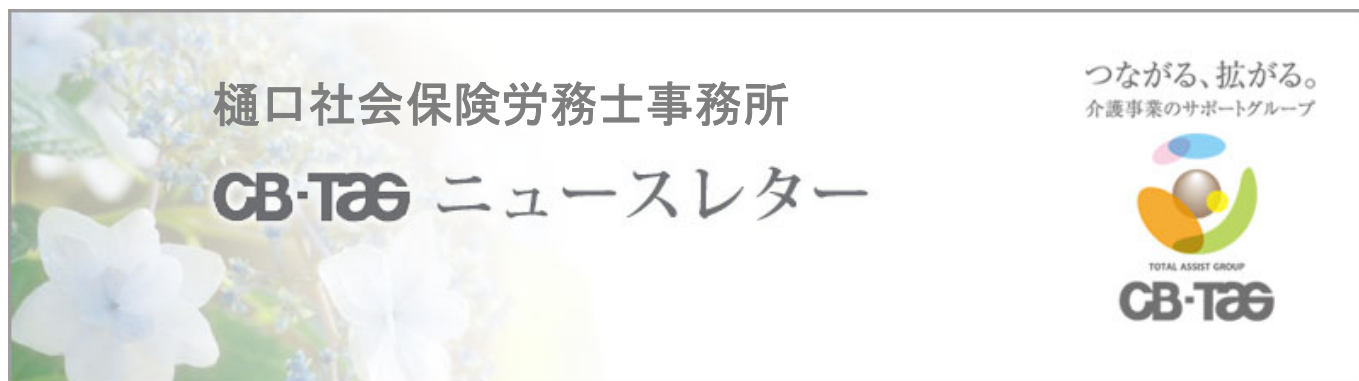 樋口社会保険労務士事務所
CB-TAG ニュースレター
つながる、拡がる。
介護事業のサポートグループ
TOTAL ASSIST GROUP
CB-TAG